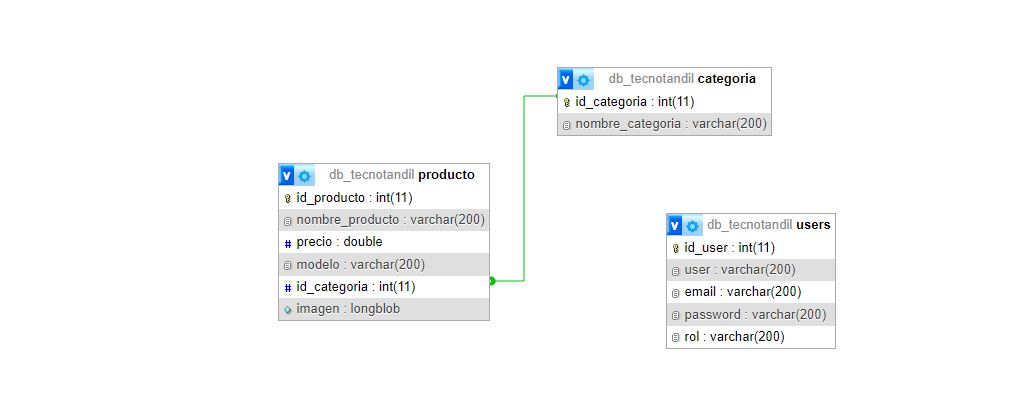 db_tecnotandil categoria
id_categoria : int(11)
nombre_categoria : varchar(200)
db_tecnotandil producto
id_producto : int(11)
nombre_producto : varchar(200)
# precio : double
modelo : varchar(200)
# id_categoria : int(11)
imagen : longblob
db_tecnotandil users
id_user : int(11)
user : varchar(200)
email : varchar(200)
password : varchar(200)
rol : varchar(200)